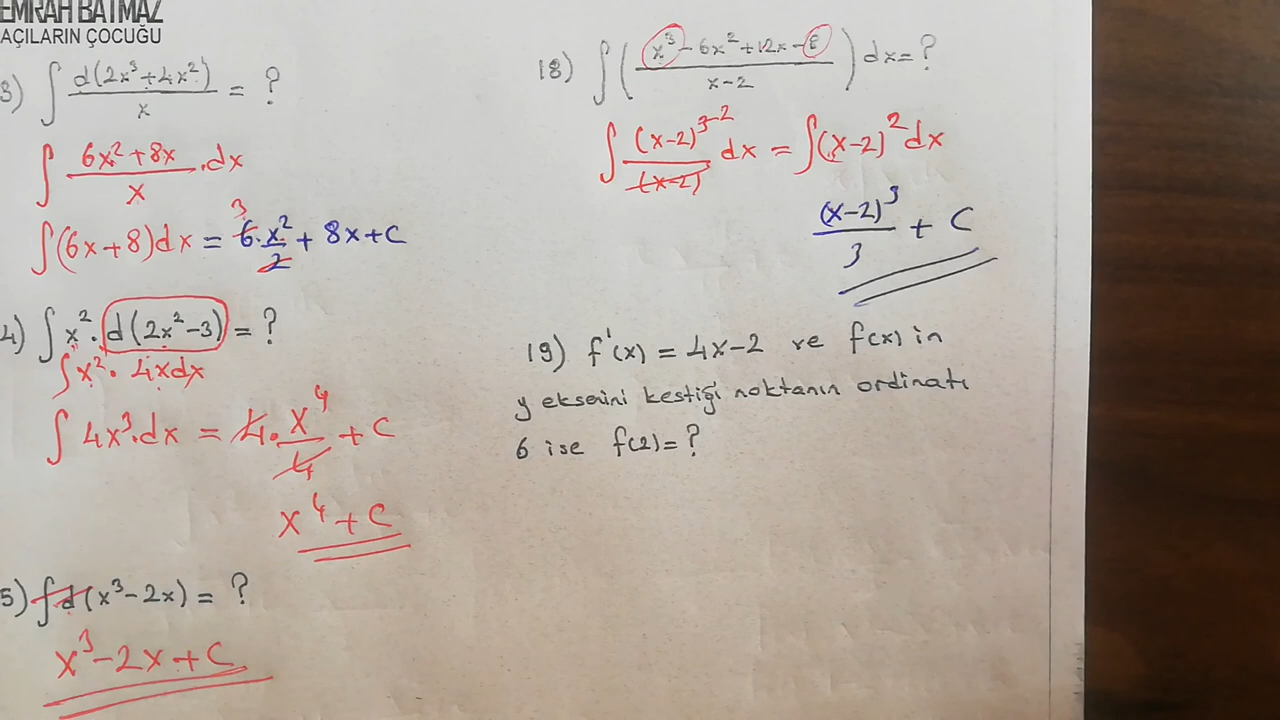 EMRAH BATMAZ
AÇILARIN ÇOCUĞU
3) ∫ d(2x³+4x²)/x = ?
∫ (6x²+8x)/x .dx
∫(6x+8)dx = 6.x²/2 + 8x+C
3
4) ∫ x². d(2x²-3) = ?
∫x². 4xdx
∫ 4x³.dx = 4.x⁴/4 + C
x⁴+C
5) ∫d(x³-2x) = ?
x³-2x+C
18) ∫( (x³-6x²+12x-8)/(x-2) ) dx = ?
∫ (x-2)³⁻²/(x-2) dx = ∫(x-2)²dx
(x-2)³/3 + C
19) f'(x) = 4x-2 ve f(x) in
y eksenini kestiği noktanın ordinatı
6 ise f(2)=?